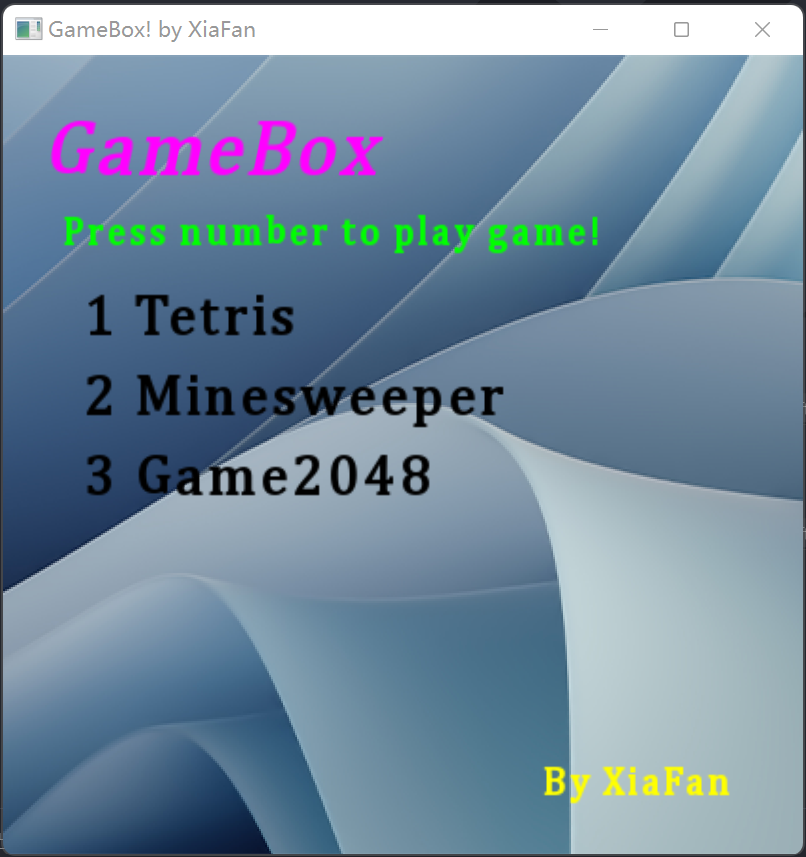 GameBox! by XiaFan
GameBox
Press number to play game!
1 Tetris
2 Minesweeper
3 Game2048
By XiaFan